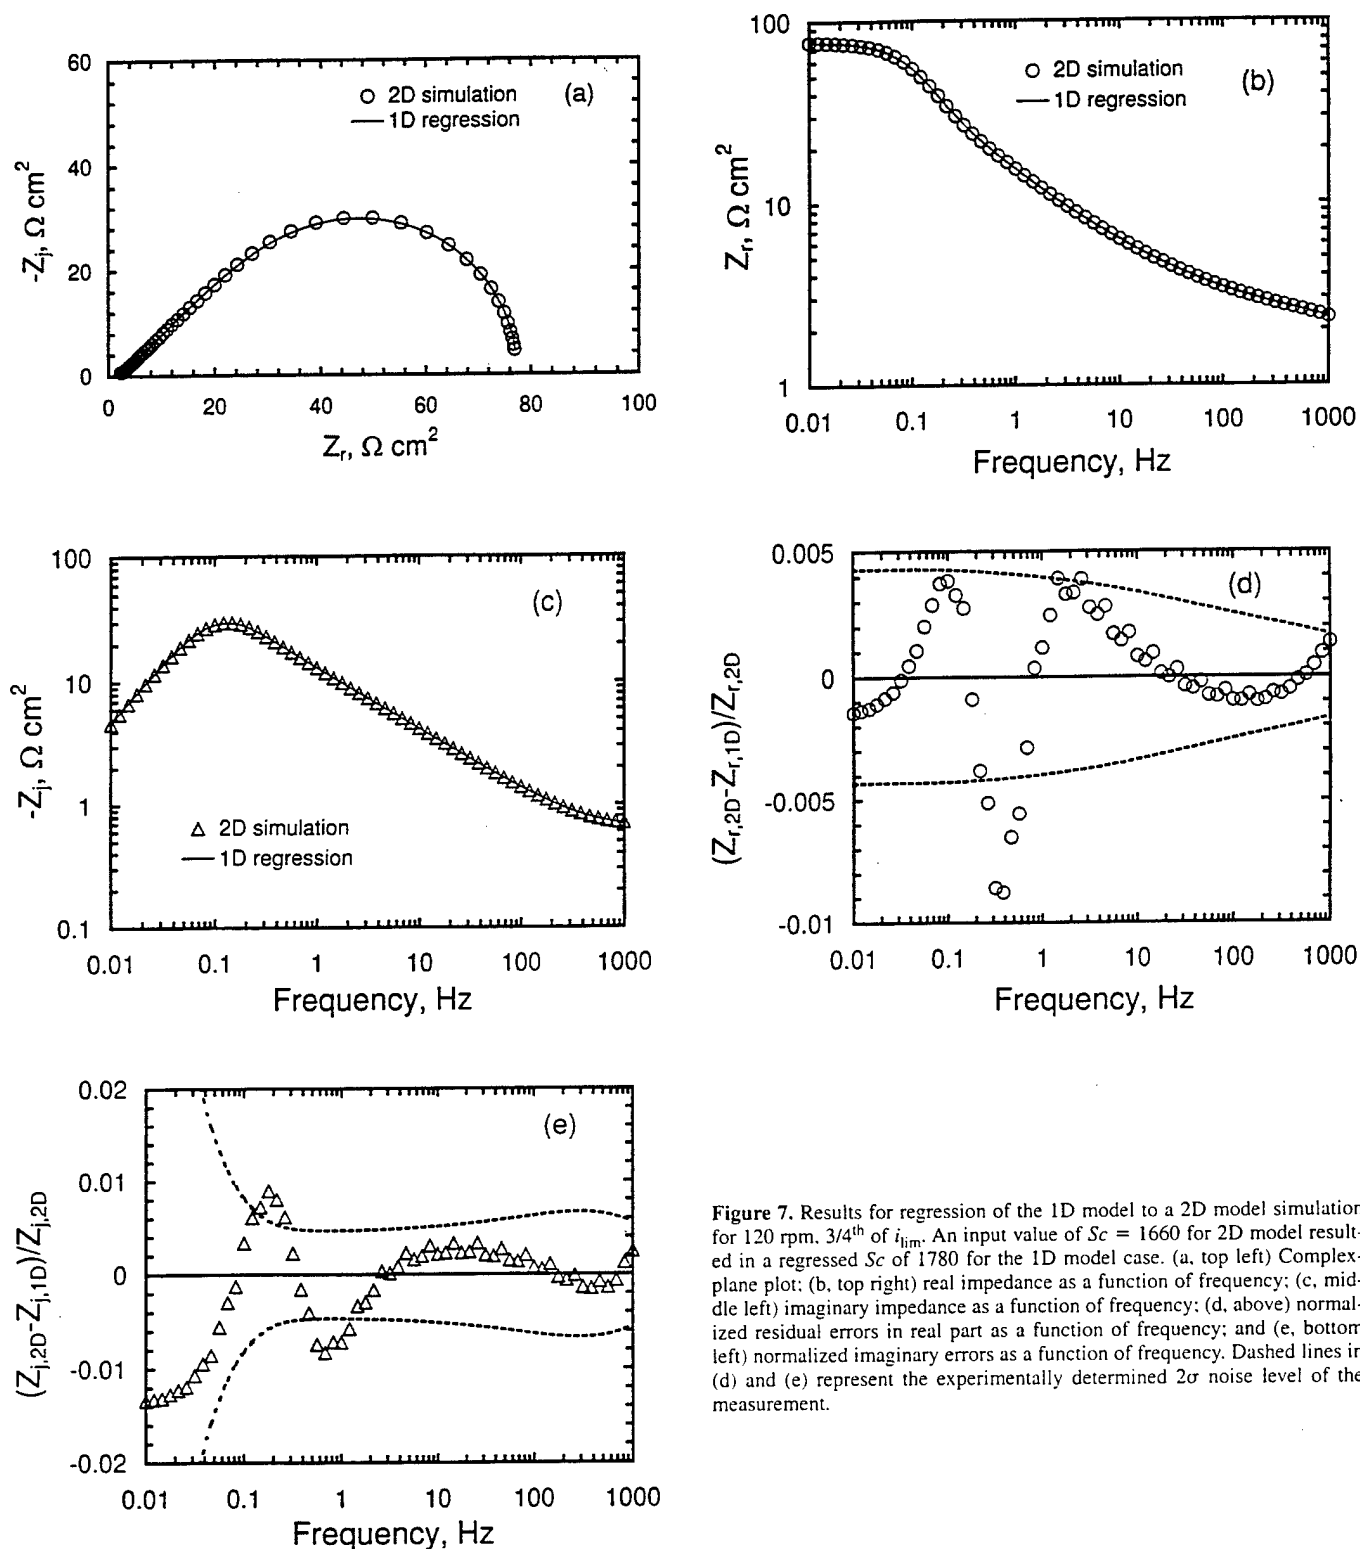 60
40
20
0
-Zj, Ω cm2
2D simulation
1D regression
(a)
0 20 40 60 80 100
Zr, Ω cm2
100
10
1
Zr, Ω cm2
2D simulation
1D regression
(b)
0.01 0.1 1 10 100 1000
Frequency, Hz
100
10
1
0.1
-Zj, Ω cm2
(c)
2D simulation
1D regression
0.01 0.1 1 10 100 1000
Frequency, Hz
0.005
0
-0.005
-0.01
(Zr,2D-Zr,1D)/Zr,2D
(d)
0.01 0.1 1 10 100 1000
Frequency, Hz
0.02
0.01
0
-0.01
-0.02
(Zj,2D-Zj,1D)/Zj,2D
(e)
0.01 0.1 1 10 100 1000
Frequency, Hz
Figure 7. Results for regression of the 1D model to a 2D model simulation
for 120 rpm, 3/4th of ilim. An input value of Sc = 1660 for 2D model result-
ed in a regressed Sc of 1780 for the 1D model case. (a, top left) Complex-
plane plot; (b, top right) real impedance as a function of frequency; (c, mid-
dle left) imaginary impedance as a function of frequency; (d, above) normal-
ized residual errors in real part as a function of frequency; and (e, bottom
left) normalized imaginary errors as a function of frequency. Dashed lines in
(d) and (e) represent the experimentally determined 2σ noise level of the
measurement.